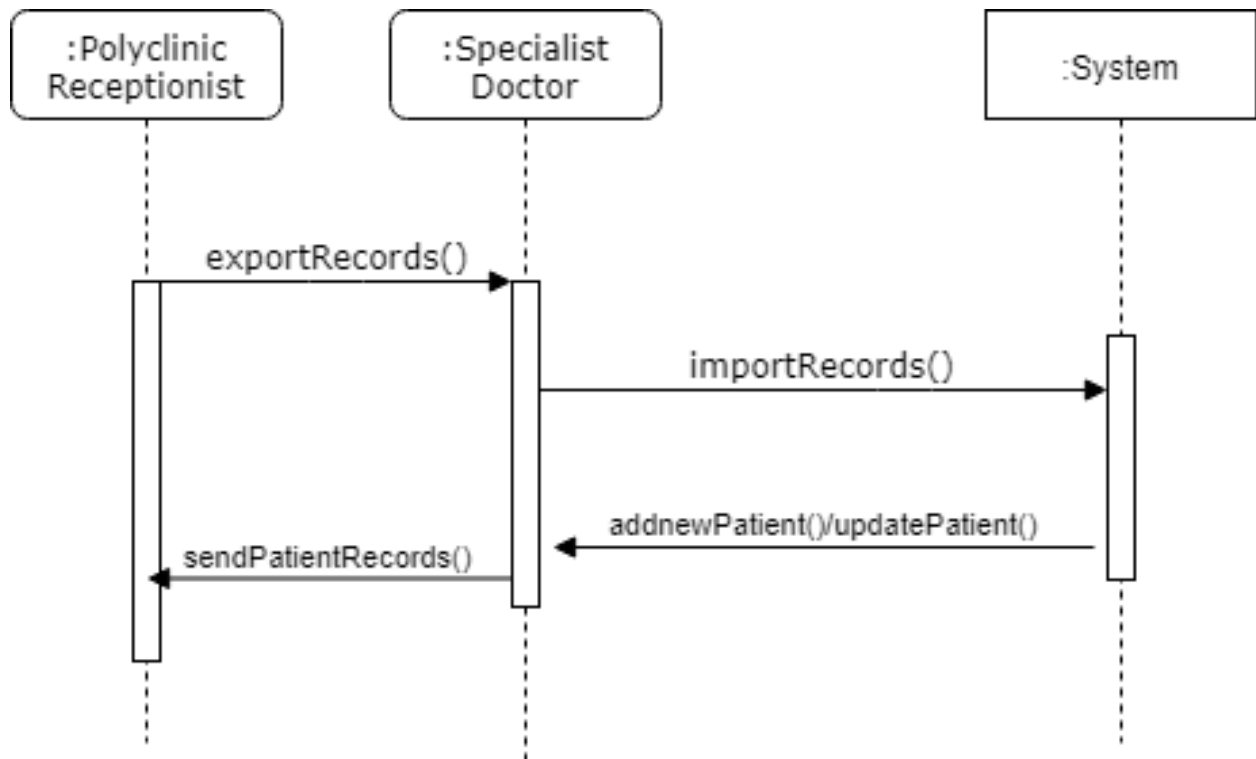 :Polyclinic
Receptionist
:Specialist
Doctor
:System
exportRecords()
importRecords()
addnewPatient()/updatePatient()
sendPatientRecords()